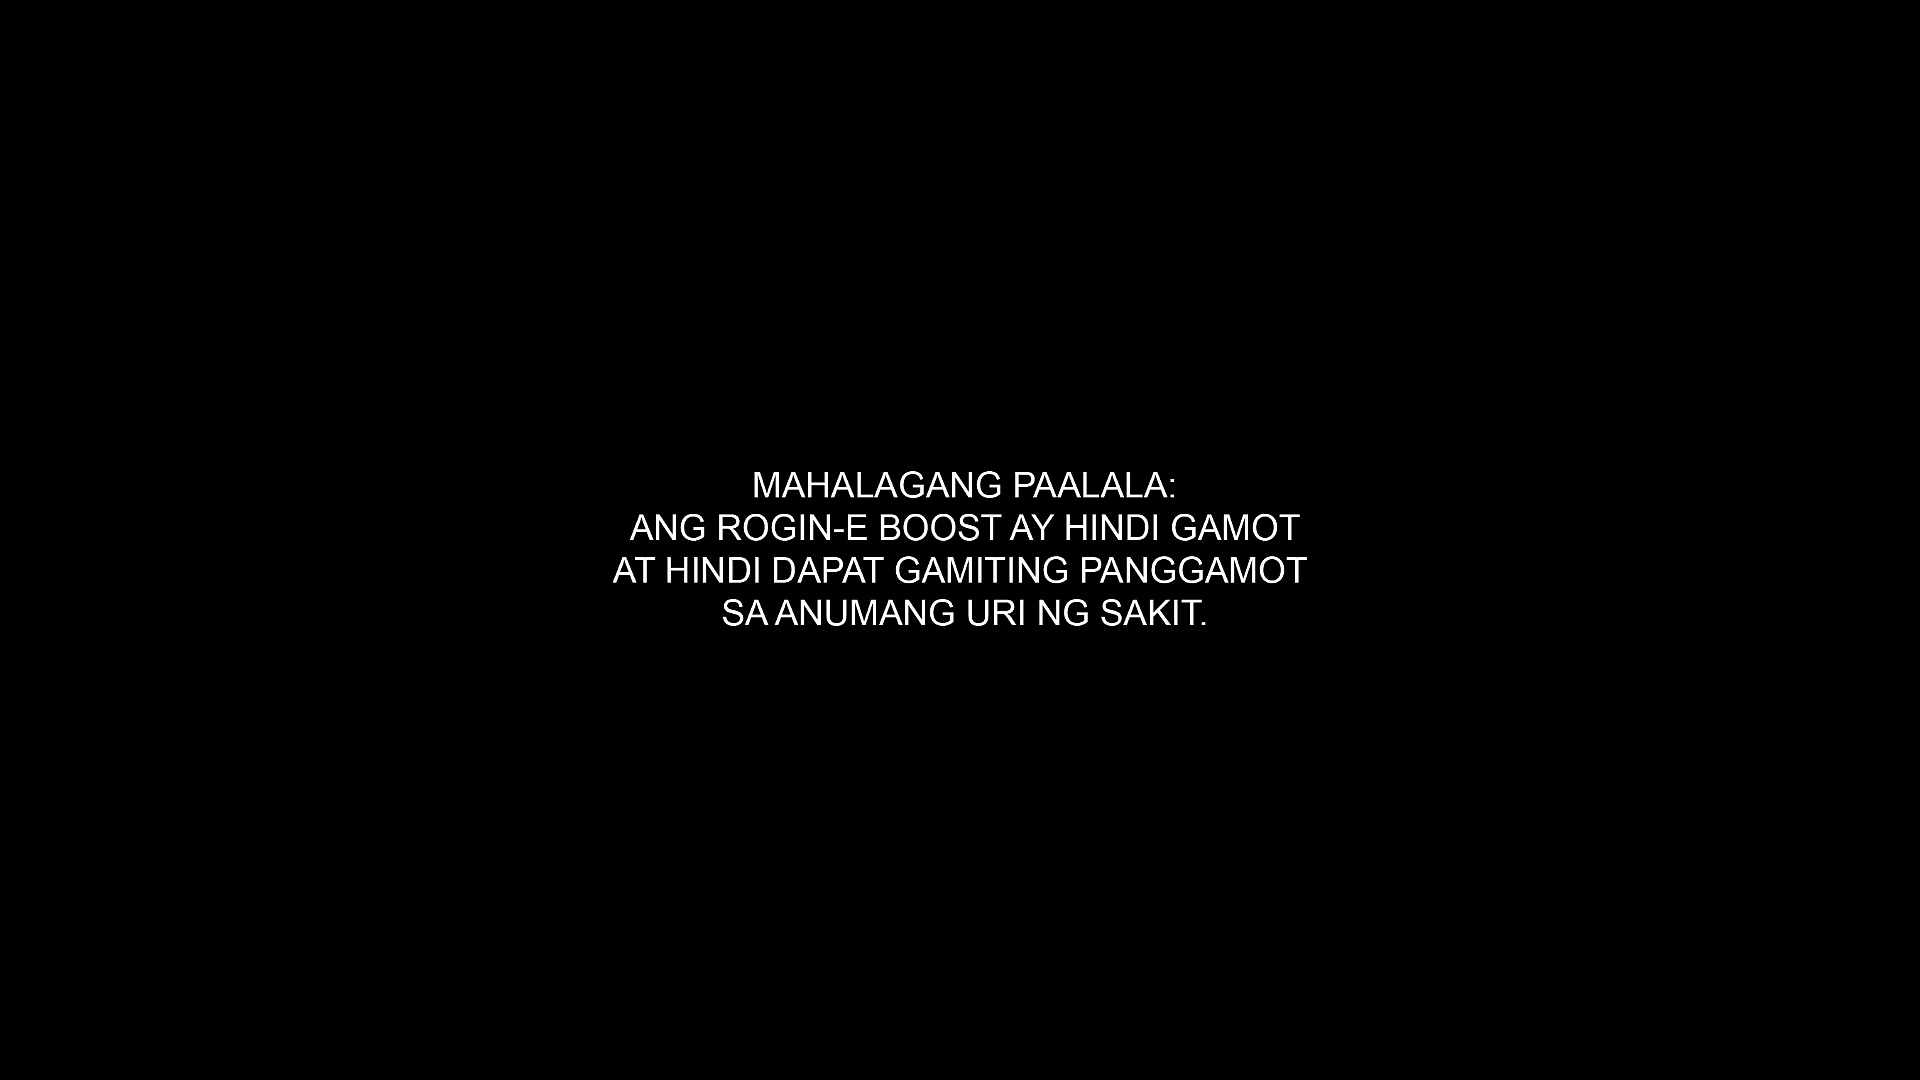 MAHALAGANG PAALALA:
ANG ROGIN-E BOOST AY HINDI GAMOT
AT HINDI DAPAT GAMITING PANGGAMOT
SA ANUMANG URI NG SAKIT.